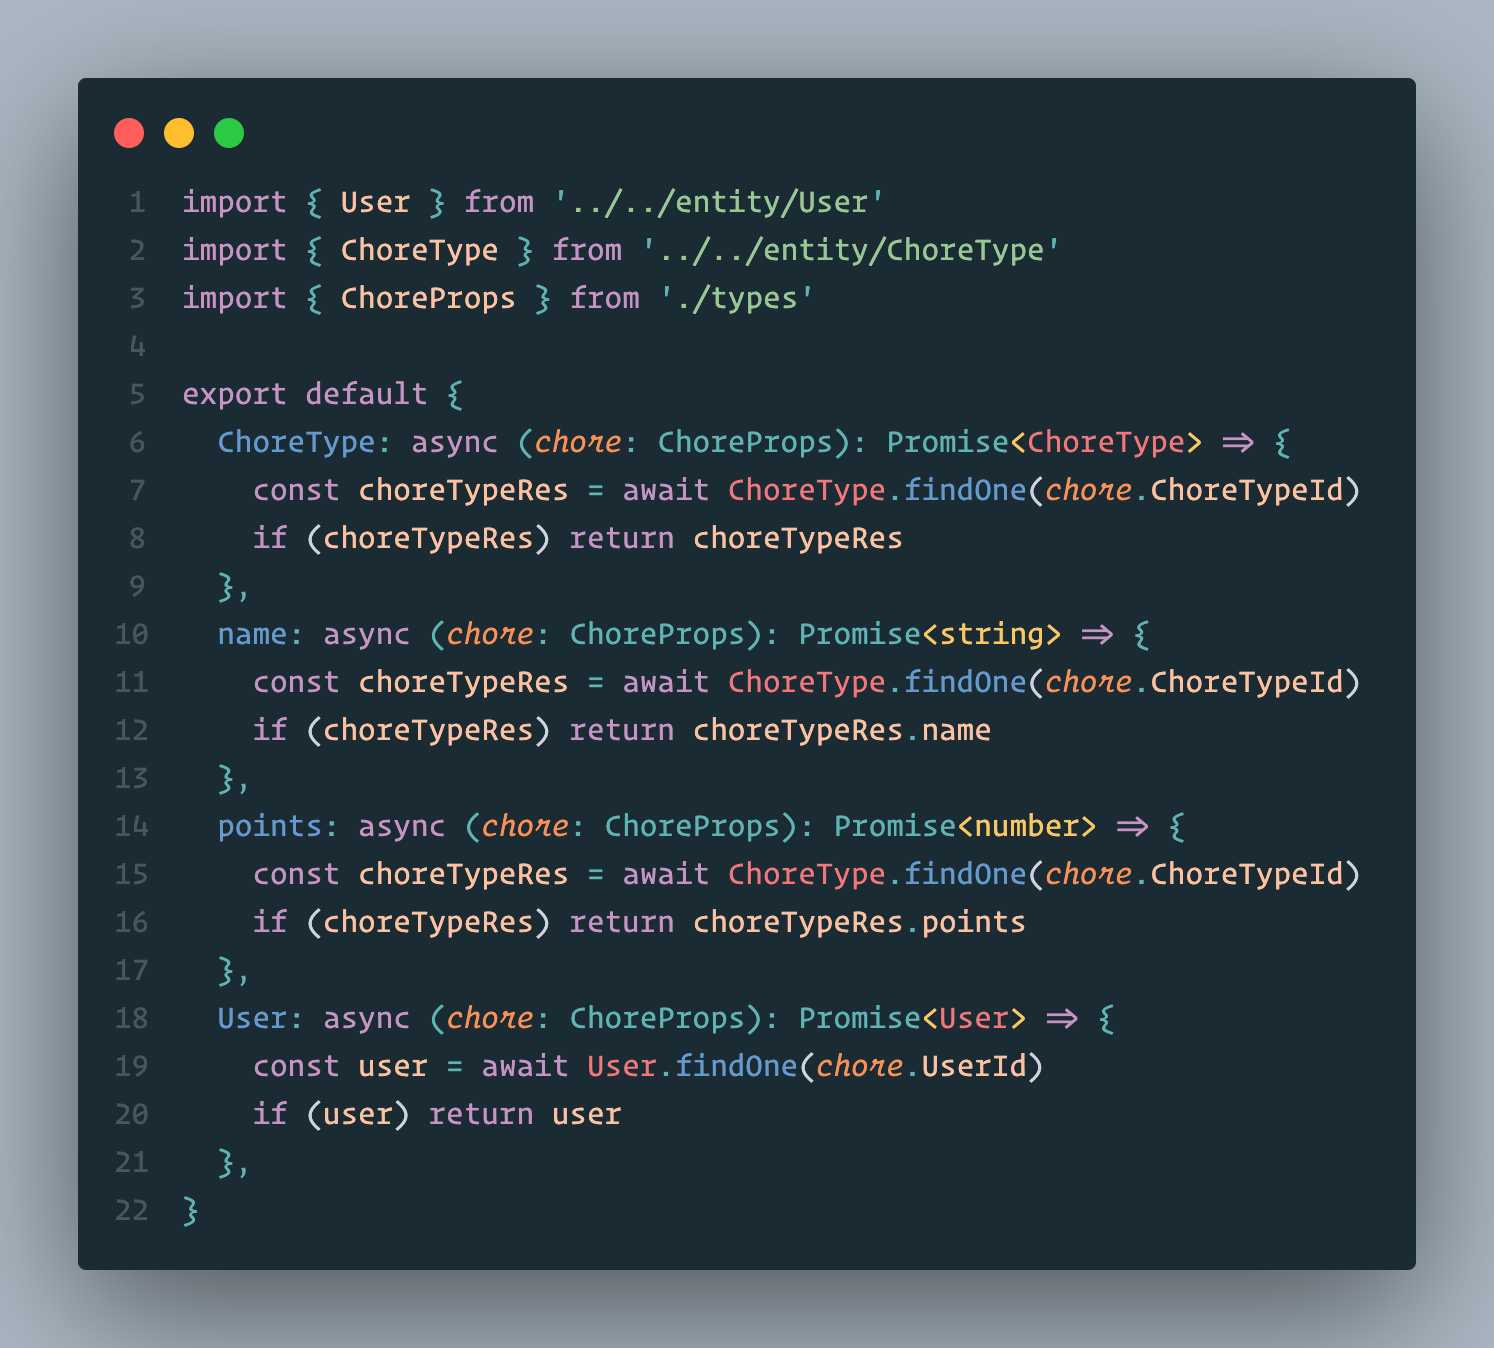 1 import { User } from '../../entity/User'
2 import { ChoreType } from '../../entity/ChoreType'
3 import { ChoreProps } from './types'
4
5 export default {
6   ChoreType: async (chore: ChoreProps): Promise<ChoreType> => {
7     const choreTypeRes = await ChoreType.findOne(chore.ChoreTypeId)
8     if (choreTypeRes) return choreTypeRes
9   },
10   name: async (chore: ChoreProps): Promise<string> => {
11     const choreTypeRes = await ChoreType.findOne(chore.ChoreTypeId)
12     if (choreTypeRes) return choreTypeRes.name
13   },
14   points: async (chore: ChoreProps): Promise<number> => {
15     const choreTypeRes = await ChoreType.findOne(chore.ChoreTypeId)
16     if (choreTypeRes) return choreTypeRes.points
17   },
18   User: async (chore: ChoreProps): Promise<User> => {
19     const user = await User.findOne(chore.UserId)
20     if (user) return user
21   },
22 }